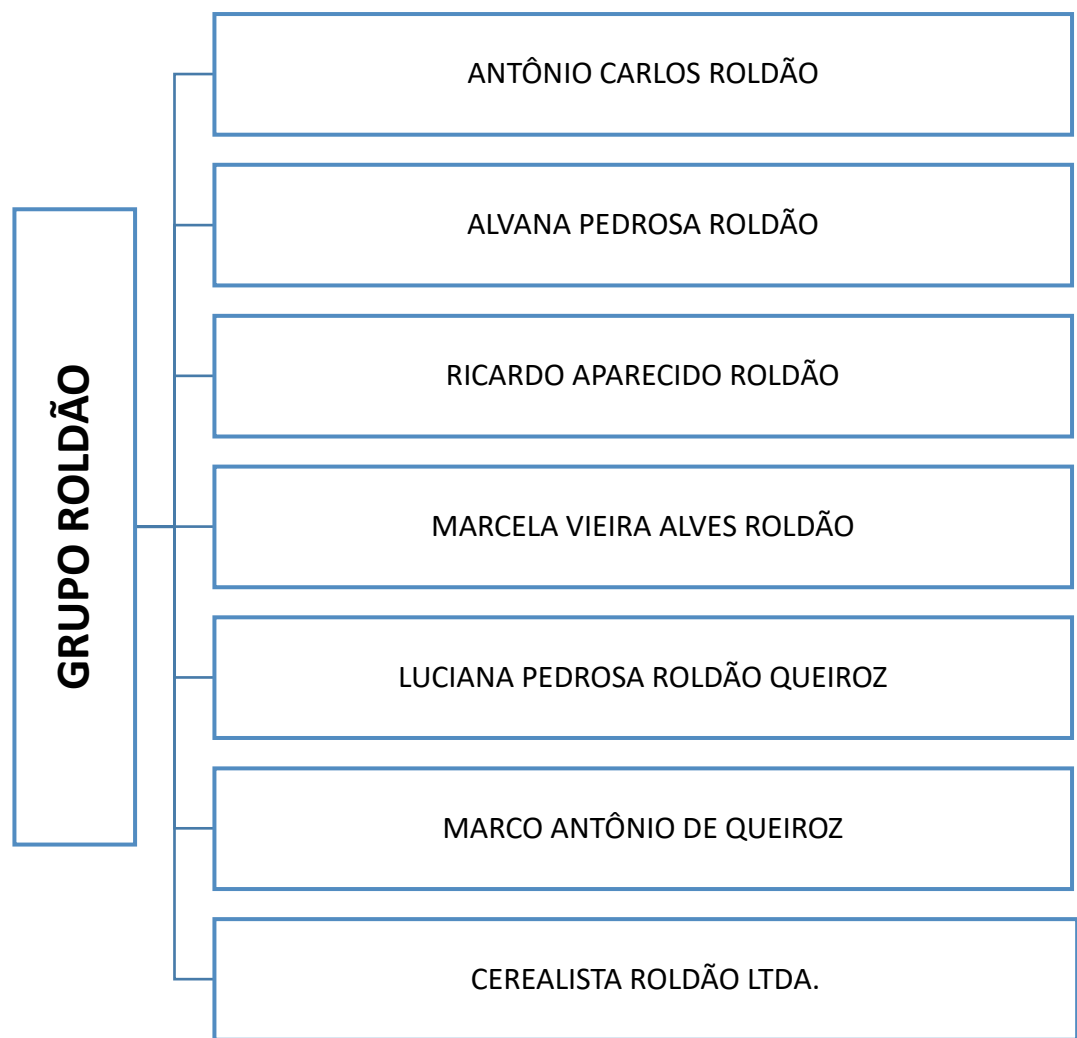 GRUPO ROLDÃO
ANTÔNIO CARLOS ROLDÃO
ALVANA PEDROSA ROLDÃO
RICARDO APARECIDO ROLDÃO
MARCELA VIEIRA ALVES ROLDÃO
LUCIANA PEDROSA ROLDÃO QUEIROZ
MARCO ANTÔNIO DE QUEIROZ
CEREALISTA ROLDÃO LTDA.